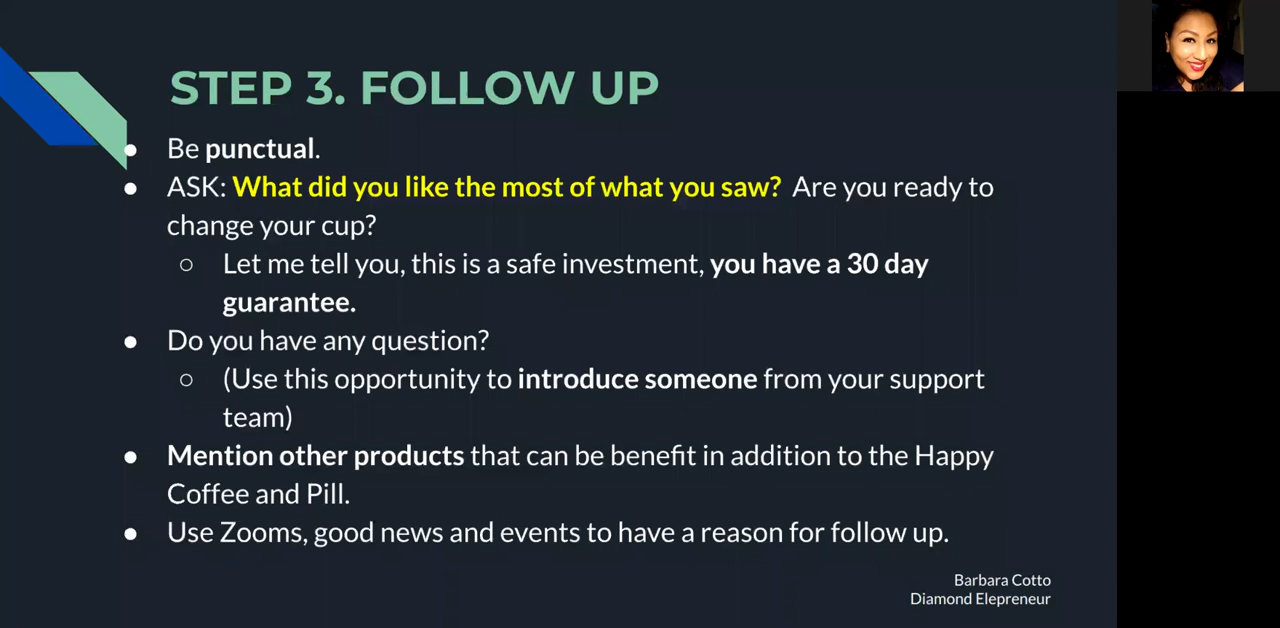 STEP 3. FOLLOW UP
● Be punctual.
● ASK: What did you like the most of what you saw? Are you ready to
change your cup?
○ Let me tell you, this is a safe investment, you have a 30 day
guarantee.
● Do you have any question?
○ (Use this opportunity to introduce someone from your support
team)
● Mention other products that can be benefit in addition to the Happy
Coffee and Pill.
● Use Zooms, good news and events to have a reason for follow up.
Barbara Cotto
Diamond Elepreneur